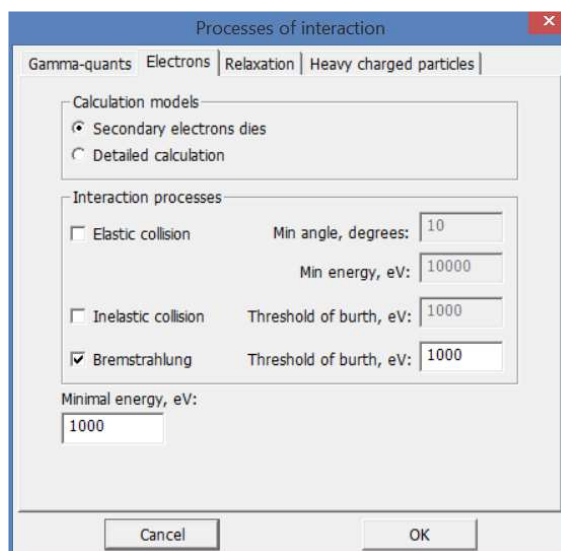 Processes of interaction
Gamma-quants Electrons Relaxation Heavy charged particles
Calculation models
Secondary electrons dies
Detailed calculation
Interaction processes
Elastic collision Min angle, degrees: 10
Min energy, eV: 10000
Inelastic collision Threshold of burth, eV: 1000
Bremstrahlung Threshold of burth, eV: 1000
Minimal energy, eV:
1000
Cancel OK